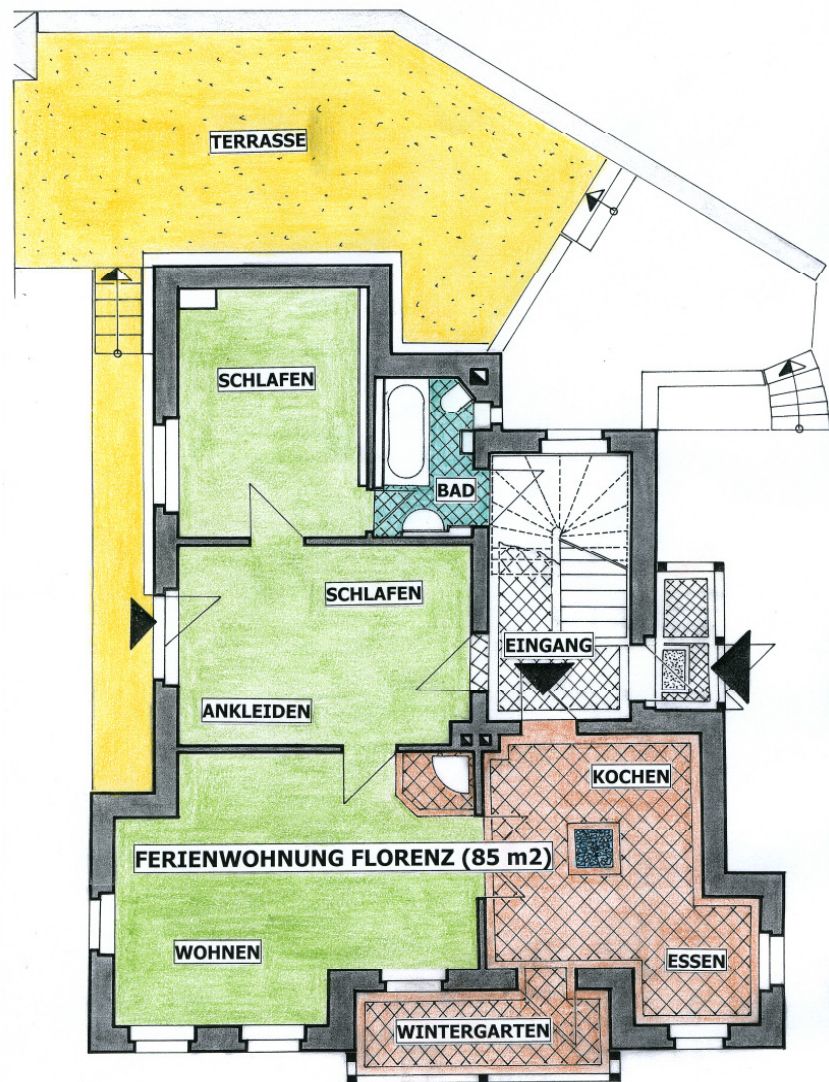 TERRASSE
SCHLAFEN
BAD
SCHLAFEN
EINGANG
ANKLEIDEN
KOCHEN
FERIENWOHNUNG FLORENZ (85 m2)
WOHNEN
ESSEN
WINTERGARTEN